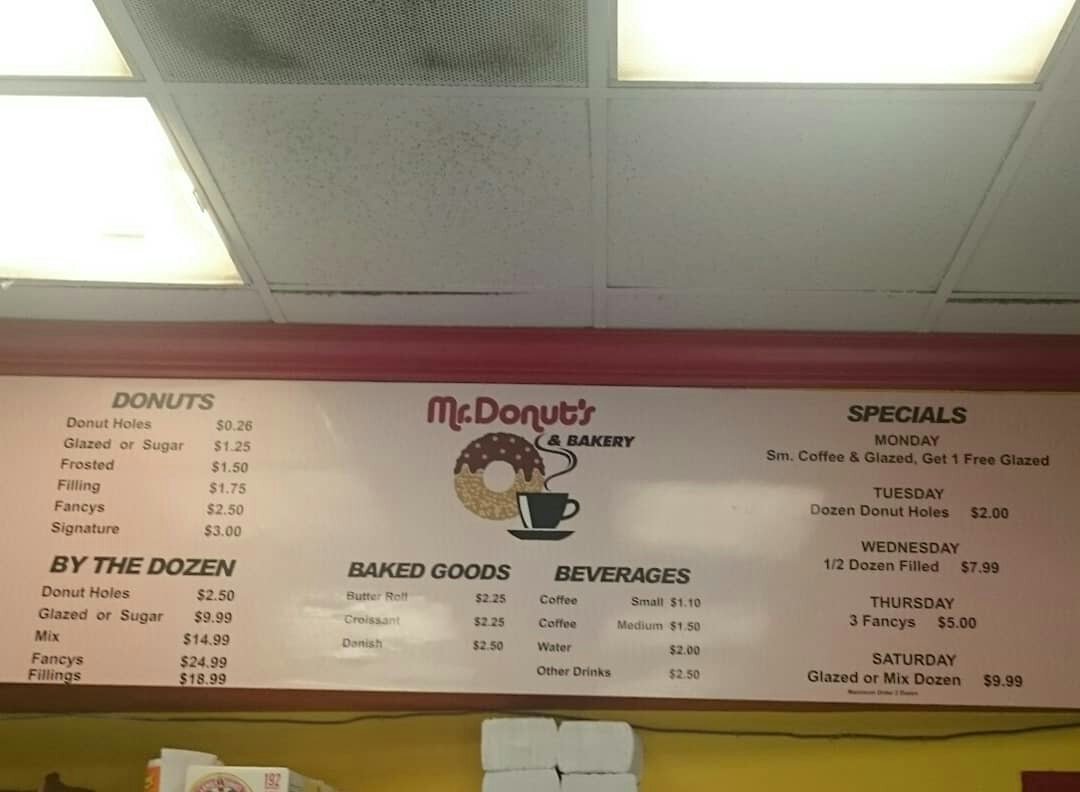 DONUTS
Donut Holes $0.26
Glazed or Sugar $1.25
Frosted $1.50
Filling $1.75
Fancys $2.50
Signature $3.00
BY THE DOZEN
Donut Holes $2.50
Glazed or Sugar $9.99
Mix $14.99
Fancys $24.99
Fillings $18.99
Mr. Donut's
& BAKERY
BAKED GOODS
Butter Roll $2.25
Croissant $2.25
Danish $2.50
BEVERAGES
Coffee Small $1.10
Coffee Medium $1.50
Water $2.00
Other Drinks $2.50
SPECIALS
MONDAY
Sm. Coffee & Glazed, Get 1 Free Glazed
TUESDAY
Dozen Donut Holes $2.00
WEDNESDAY
1/2 Dozen Filled $7.99
THURSDAY
3 Fancys $5.00
SATURDAY
Glazed or Mix Dozen $9.99
Maximum Order 2 Dozen
192